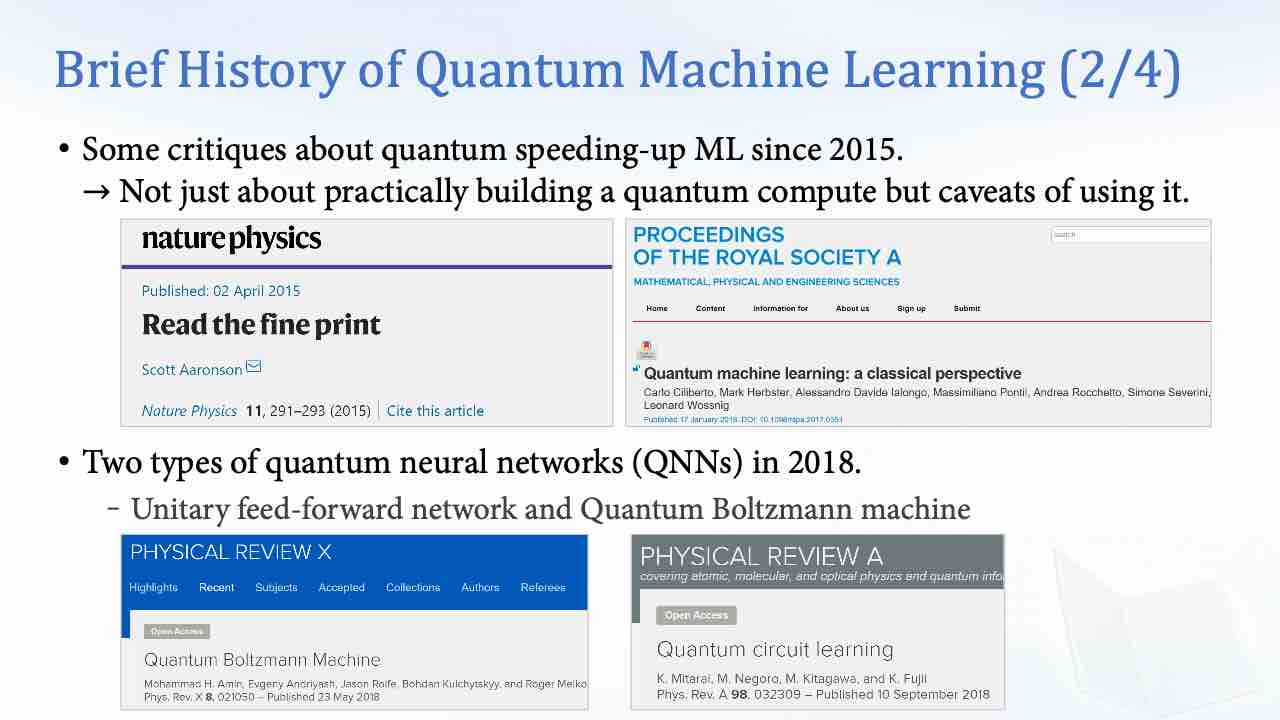 Brief History of Quantum Machine Learning (2/4)
• Some critiques about quantum speeding-up ML since 2015.
→ Not just about practically building a quantum compute but caveats of using it.
nature physics
Published: 02 April 2015
Read the fine print
Scott Aaronson
Nature Physics 11, 291–293 (2015) | Cite this article
PROCEEDINGS
OF THE ROYAL SOCIETY A
MATHEMATICAL, PHYSICAL AND ENGINEERING SCIENCES
search
Home Content Information for About us Sign up Submit
Quantum machine learning: a classical perspective
Carlo Ciliberto, Mark Herbster, Alessandro Davide Ialongo, Massimiliano Pontil, Andrea Rocchetto, Simone Severini,
Leonard Wossnig
Published 17 January 2018. DOI: 10.1098/rspa.2017.0551
• Two types of quantum neural networks (QNNs) in 2018.
– Unitary feed-forward network and Quantum Boltzmann machine
PHYSICAL REVIEW X
Highlights Recent Subjects Accepted Collections Authors Referees
Open Access
Quantum Boltzmann Machine
Mohammad H. Amin, Evgeny Andriyash, Jason Rolfe, Bohdan Kulchytskyy, and Roger Melko
Phys. Rev. X 8, 021050 – Published 23 May 2018
PHYSICAL REVIEW A
covering atomic, molecular, and optical physics and quantum info
Open Access
Quantum circuit learning
K. Mitarai, M. Negoro, M. Kitagawa, and K. Fujii
Phys. Rev. A 98, 032309 – Published 10 September 2018